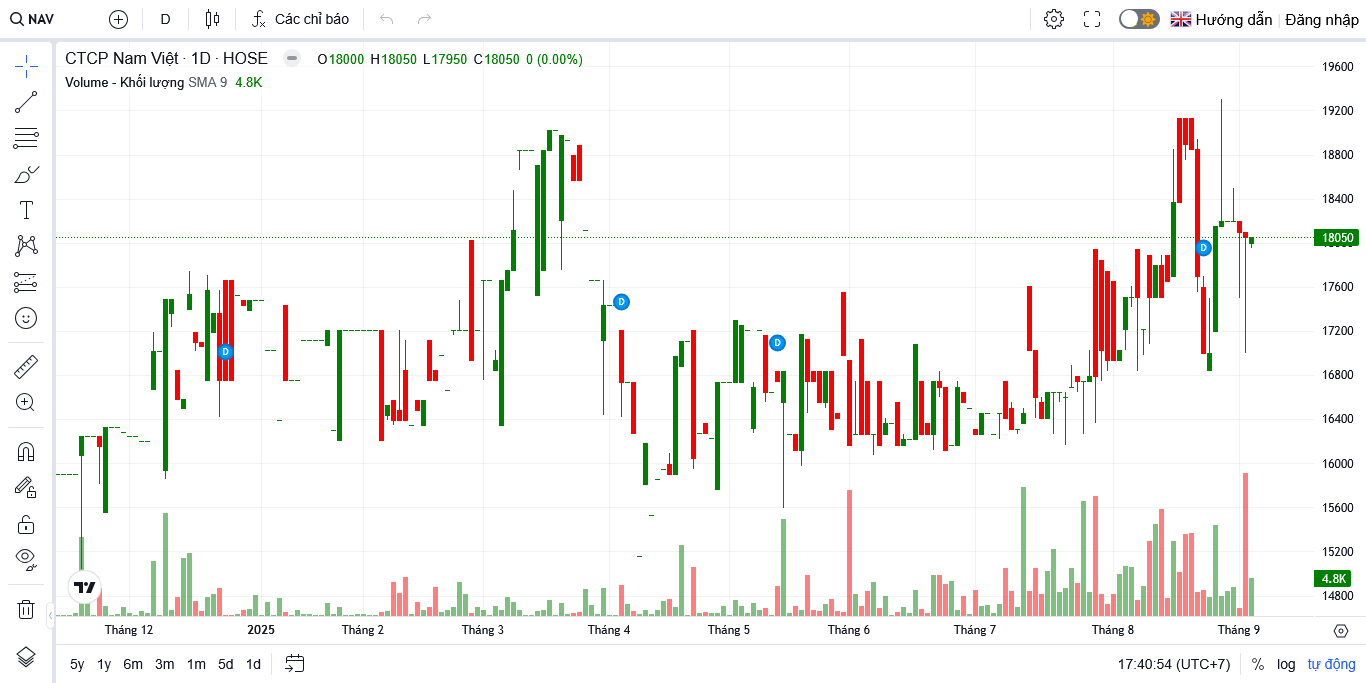 NAV D Các chỉ báo Hướng dẫn Đăng nhập
CTCP Nam Việt · 1D · HOSE O18000 H18050 L17950 C18050 0 (0.00%)
Volume - Khối lượng SMA 9 4.8K
19600
19200
18800
18400
18050
17600
D
D
D
D
17200
16800
16400
16000
15600
15200
4.8K
14800
Tháng 12 2025 Tháng 2 Tháng 3 Tháng 4 Tháng 5 Tháng 6 Tháng 7 Tháng 8 Tháng 9
5y 1y 6m 3m 1m 5d 1d 17:40:54 (UTC+7) % log tự động